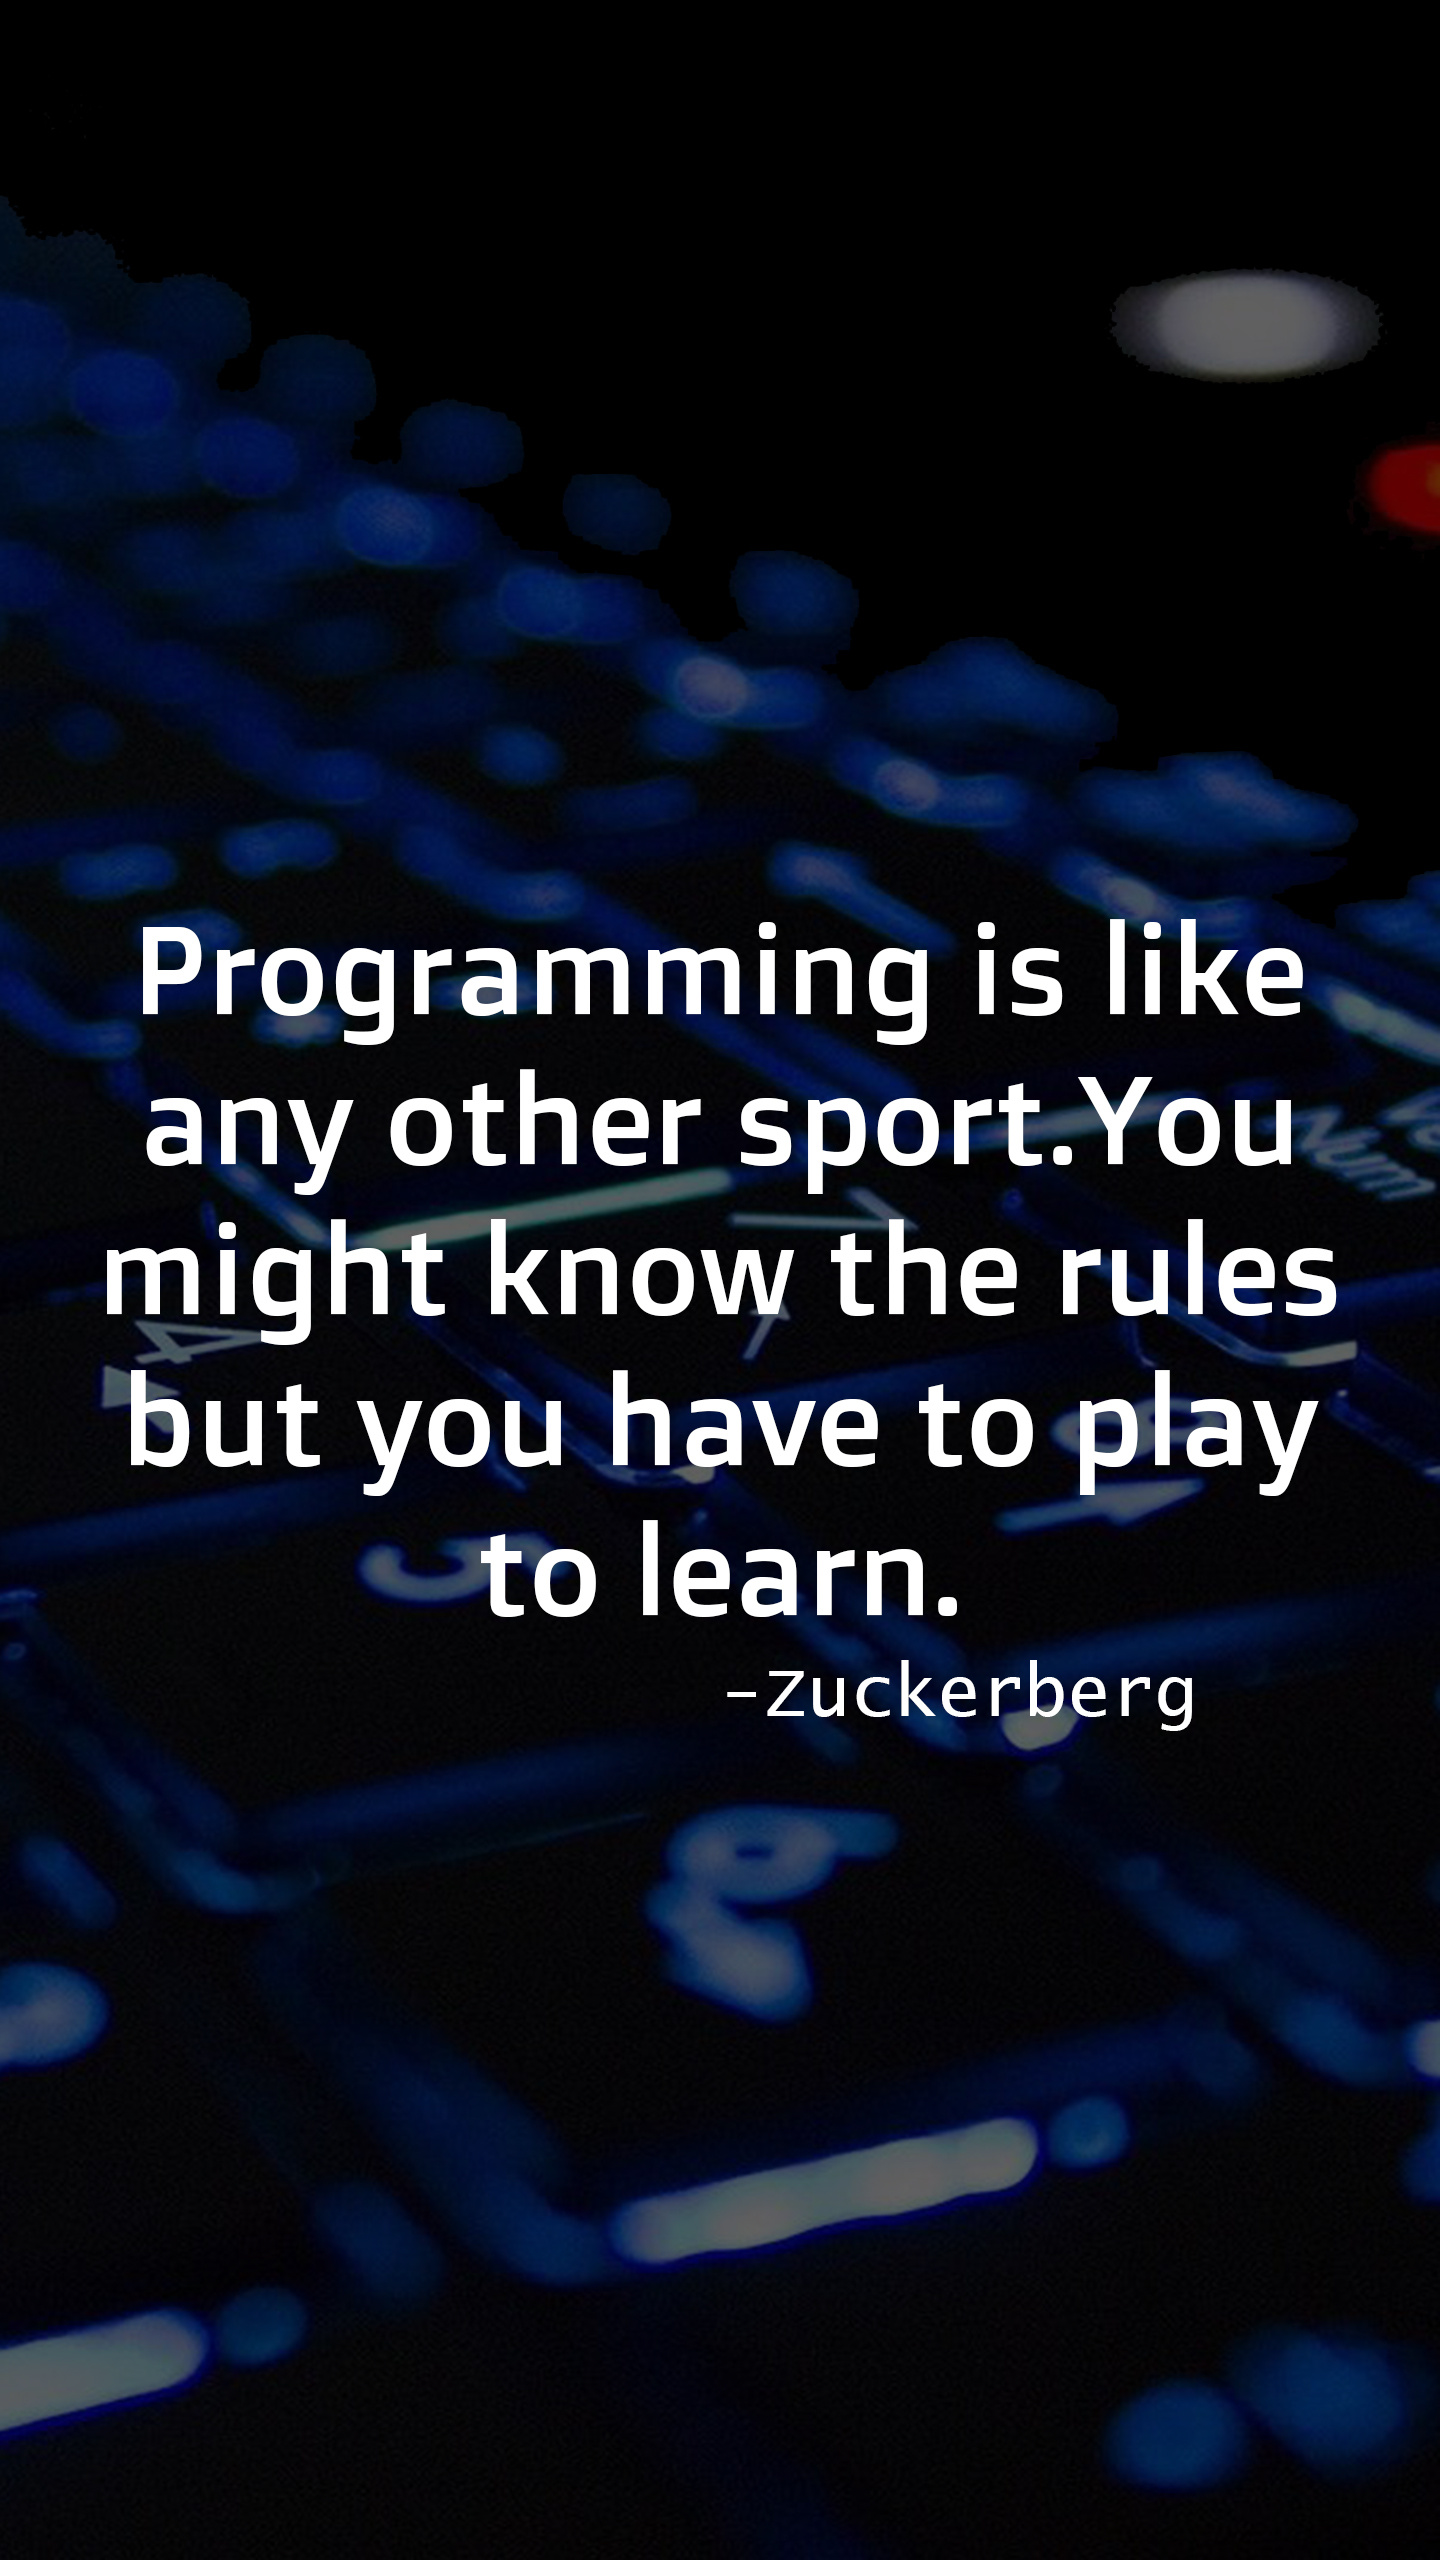 Programming is like
any other sport.You
might know the rules
but you have to play
to learn.
-Zuckerberg
Num